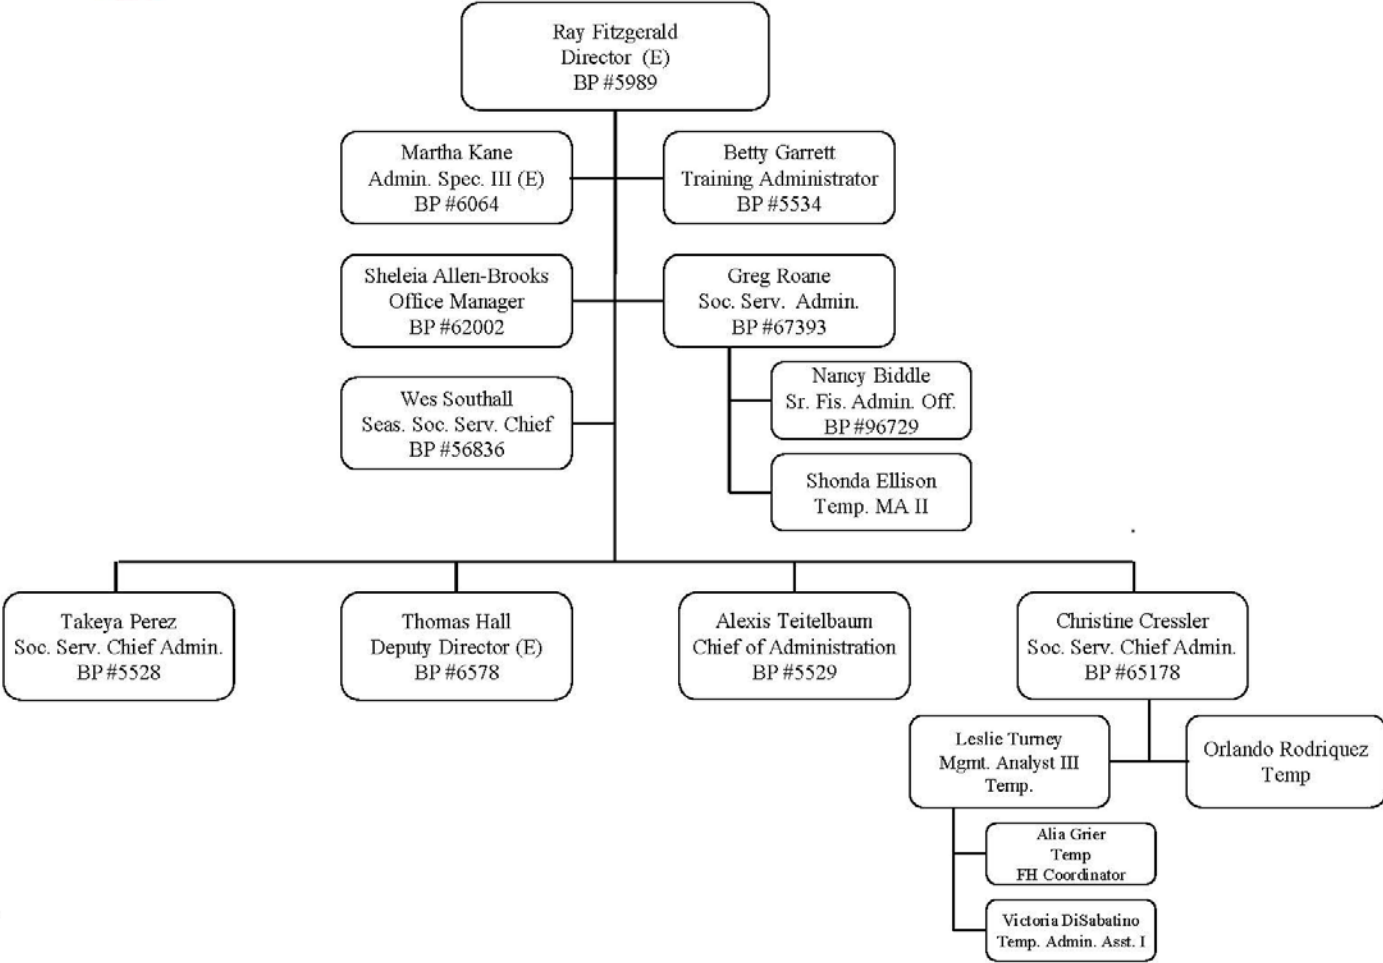 Ray Fitzgerald
Director (E)
BP #5989
Martha Kane
Admin. Spec. III (E)
BP #6064
Betty Garrett
Training Administrator
BP #5534
Sheleia Allen-Brooks
Office Manager
BP #62002
Greg Roane
Soc. Serv. Admin.
BP #67393
Wes Southall
Seas. Soc. Serv. Chief
BP #56836
Nancy Biddle
Sr. Fis. Admin. Off.
BP #96729
Shonda Ellison
Temp. MA II
Takeya Perez
Soc. Serv. Chief Admin.
BP #5528
Thomas Hall
Deputy Director (E)
BP #6578
Alexis Teitelbaum
Chief of Administration
BP #5529
Christine Cressler
Soc. Serv. Chief Admin.
BP #65178
Leslie Turney
Mgmt. Analyst III
Temp.
Orlando Rodriquez
Temp
Alia Grier
Temp
FH Coordinator
Victoria DiSabatino
Temp. Admin. Asst. I